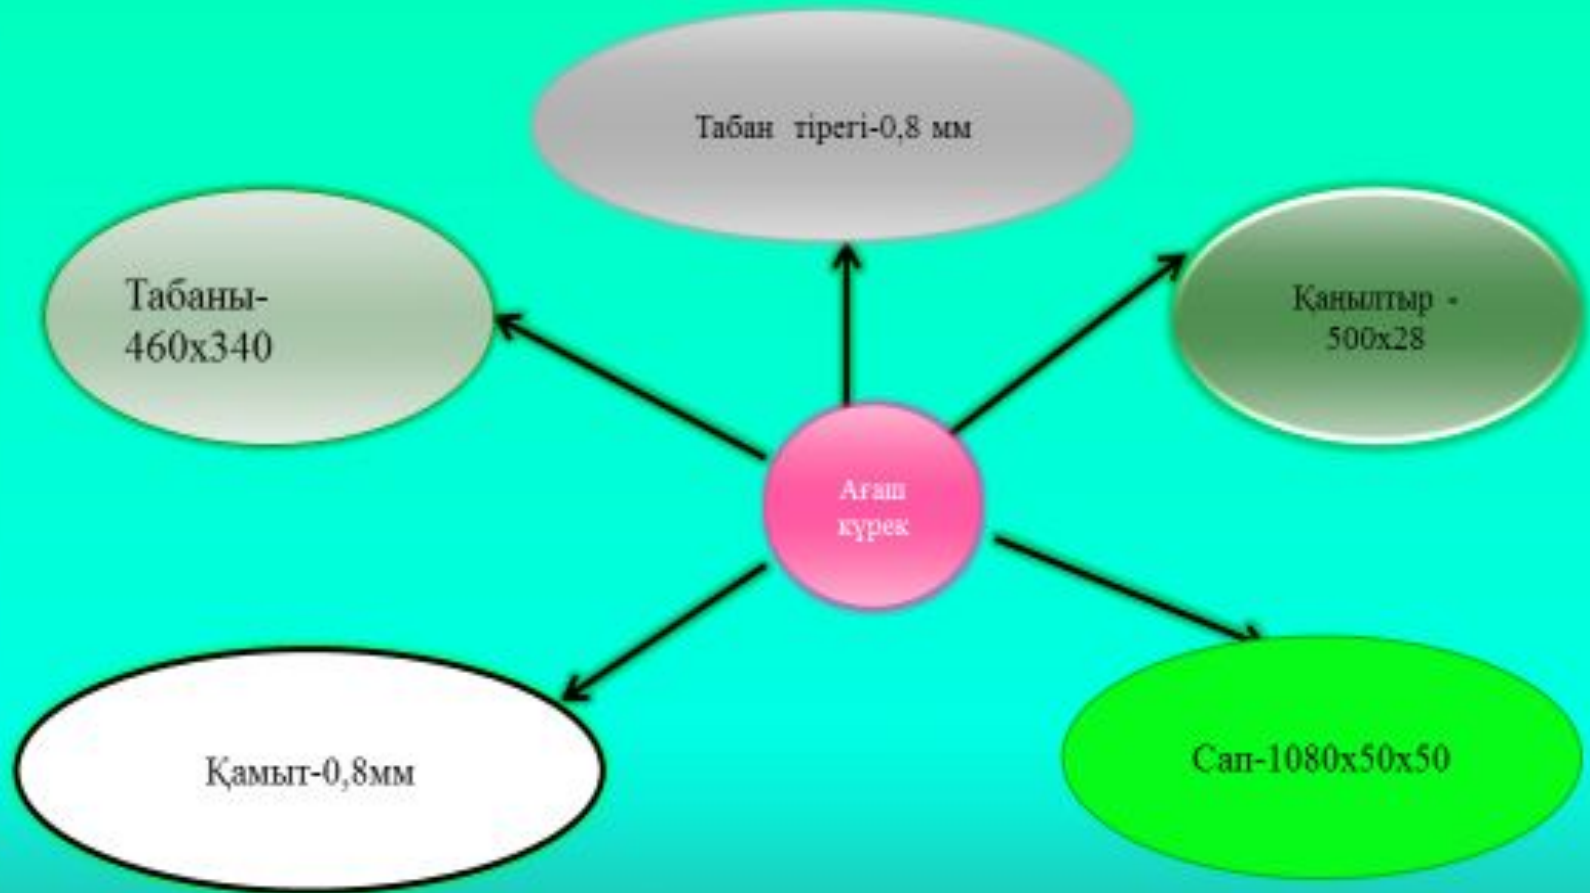 Табан тірегі-0,8 мм
Табаны-
460х340
Қаңылтыр -
500х28
Ағаш
күрек
Қамыт-0,8мм
Сап-1080х50х50